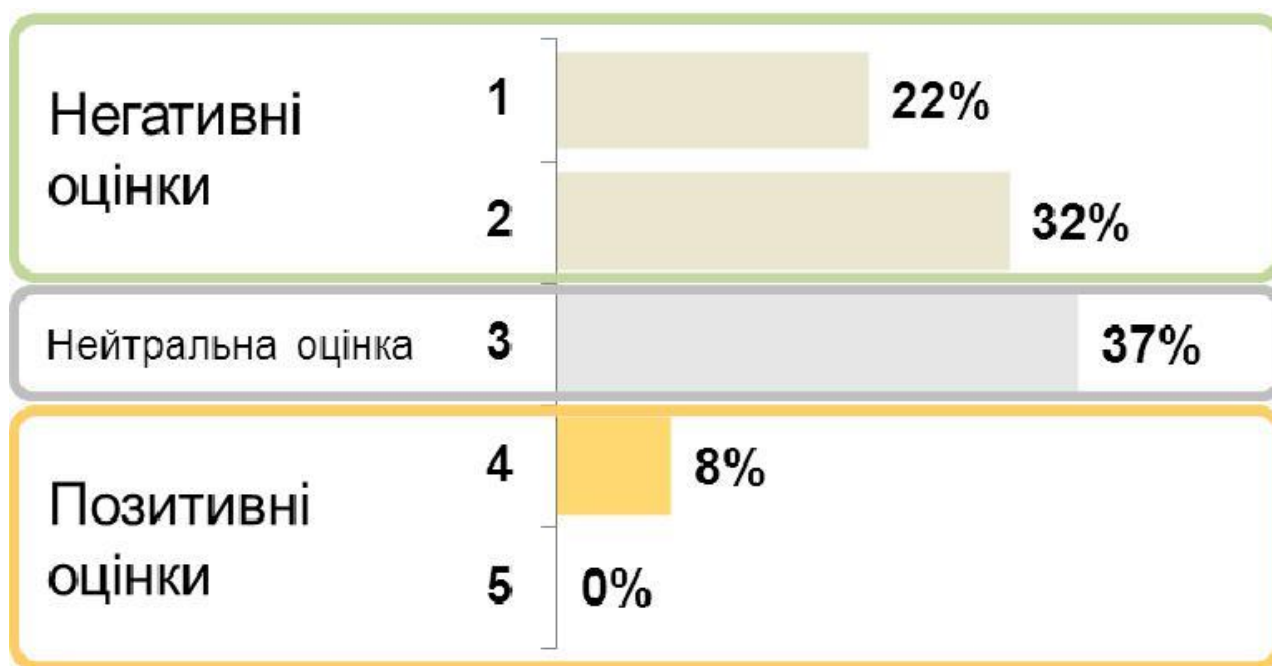 Негативні
оцінки
1
22%
2
32%
Нейтральна оцінка
3
37%
Позитивні
оцінки
4
8%
5
0%